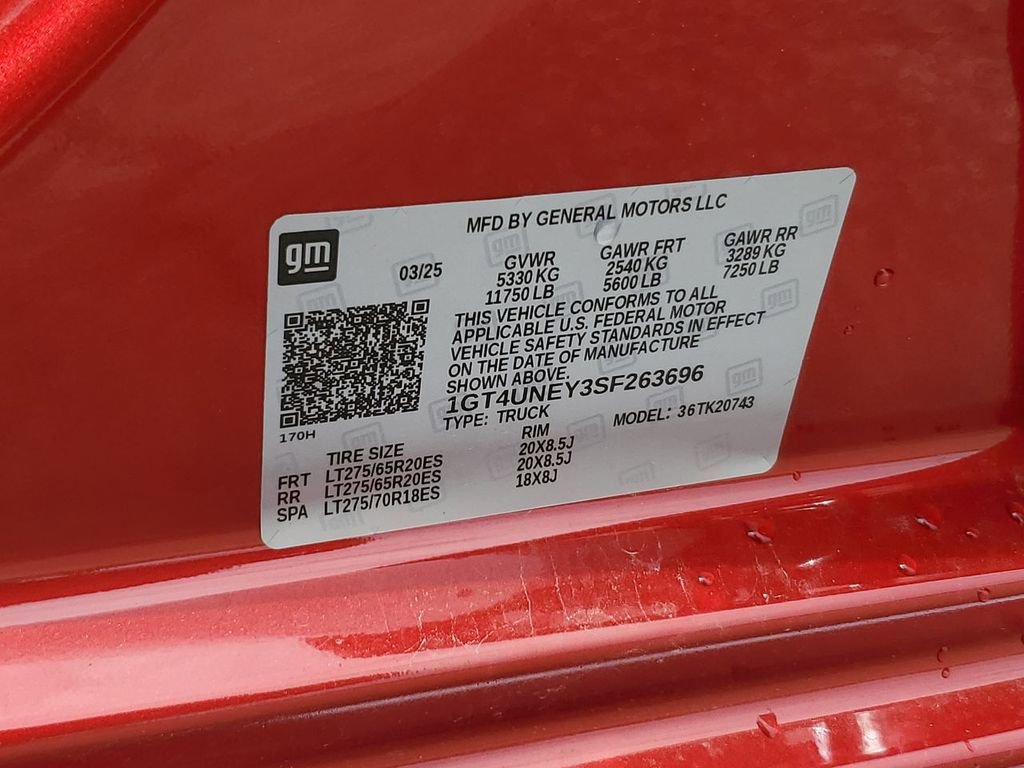 MFD BY GENERAL MOTORS LLC
gm
03/25
GVWR
5330 KG
11750 LB
GAWR FRT
2540 KG
5600 LB
GAWR RR
3289 KG
7250 LB
THIS VEHICLE CONFORMS TO ALL
APPLICABLE U.S. FEDERAL MOTOR
VEHICLE SAFETY STANDARDS IN EFFECT
ON THE DATE OF MANUFACTURE
SHOWN ABOVE.
1GT4UNEY3SF263696
TYPE: TRUCK
MODEL: 36TK20743
170H
TIRE SIZE RIM
FRT LT275/65R20ES 20X8.5J
RR LT275/65R20ES 20X8.5J
SPA LT275/70R18ES 18X8J